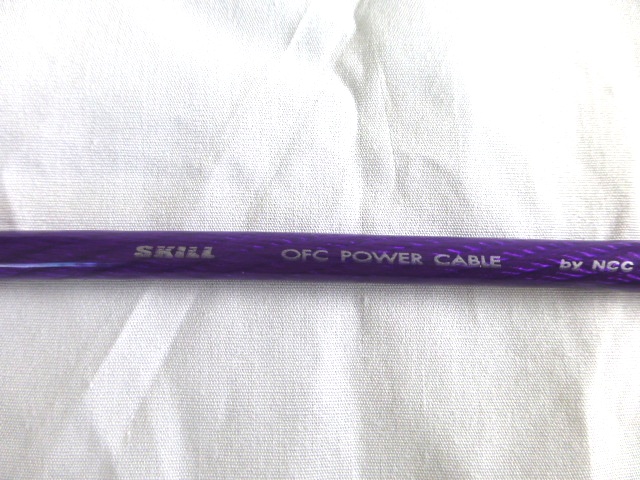 SKILL OFC POWER CABLE by NCC